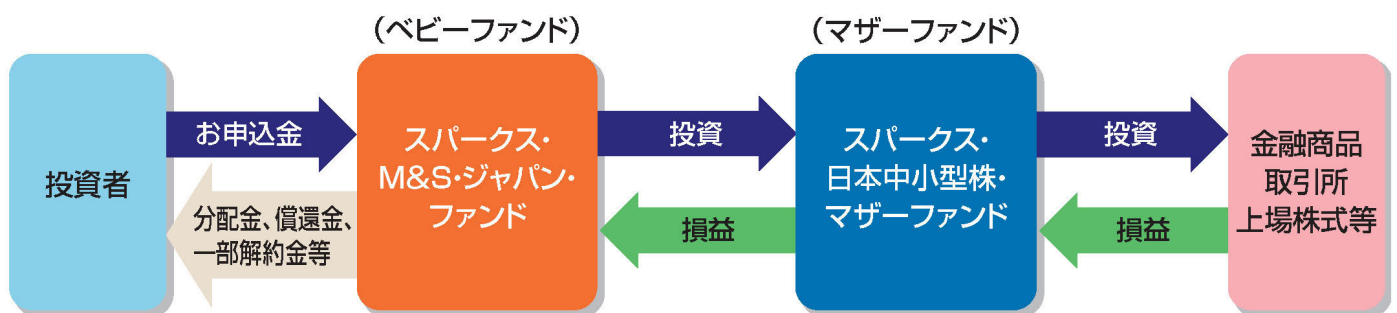 (ベビーファンド)
(マザーファンド)
投資者
お申込金
分配金、償還金、
一部解約金等
スパークス・
M&S・ジャパン・
ファンド
投資
損益
スパークス・
日本中小型株・
マザーファンド
投資
損益
金融商品
取引所
上場株式等